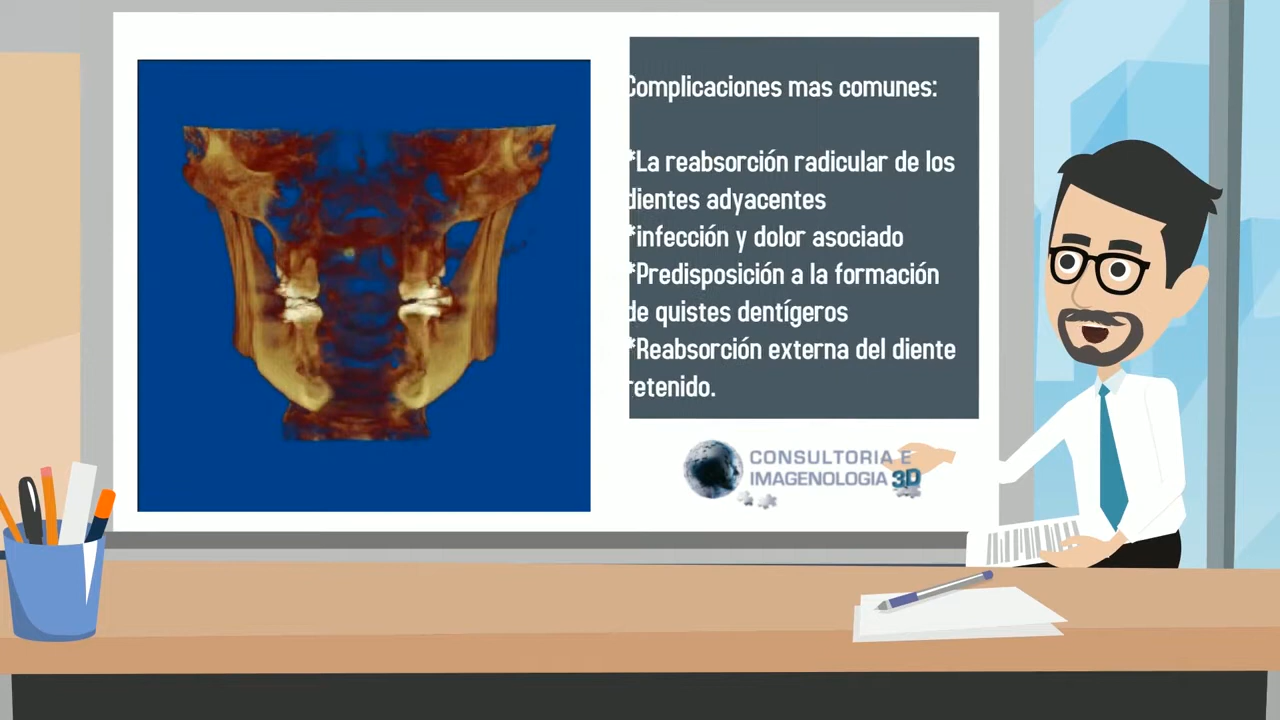 Complicaciones mas comunes:
*La reabsorción radicular de los
dientes adyacentes
*infección y dolor asociado
*Predisposición a la formación
de quistes dentígeros
*Reabsorción externa del diente
retenido.
CONSULTORIA E
IMAGENOLOGIA 3D